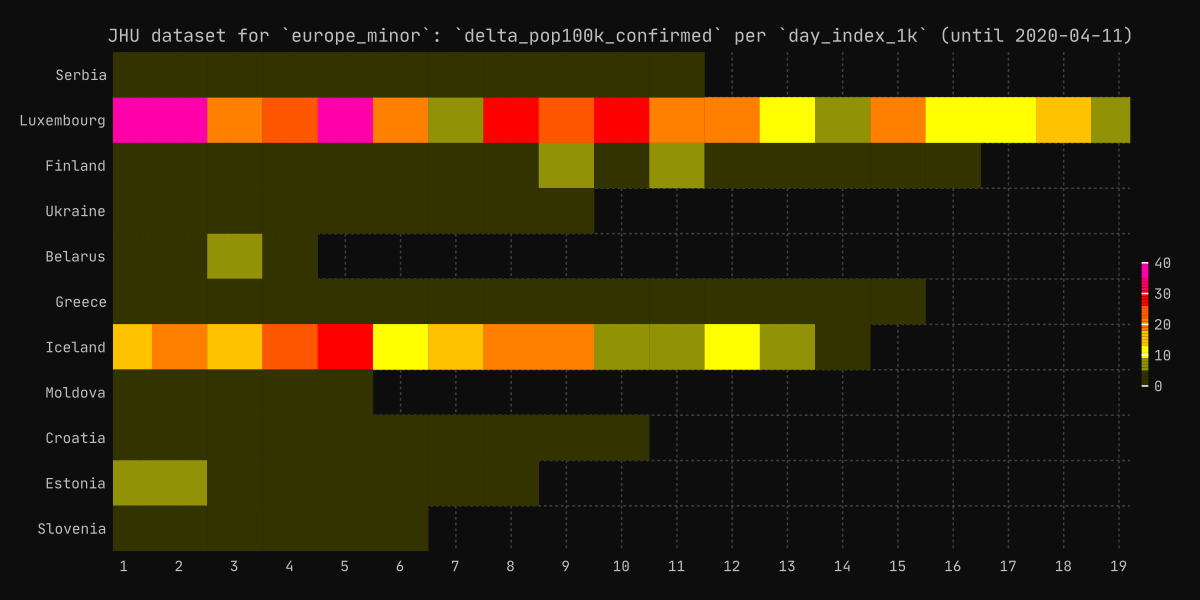 JHU dataset for `europe_minor`: `delta_pop100k_confirmed` per `day_index_1k` (until 2020-04-11)
Serbia
Luxembourg
Finland
Ukraine
Belarus
Greece
Iceland
Moldova
Croatia
Estonia
Slovenia
1 2 3 4 5 6 7 8 9 10 11 12 13 14 15 16 17 18 19
40
30
20
10
0